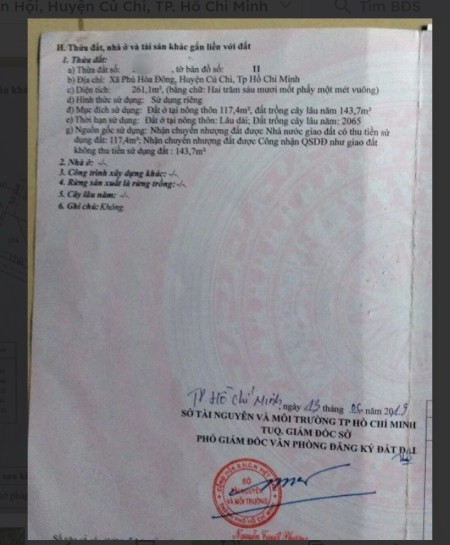 n Hội, Huyện Củ Chi, TP. Hồ Chí Minh
Tìm BDS
II. Thửa đất, nhà ở và tài sản khác gắn liền với đất
1. Thửa đất:
a) Thửa đất số: , tờ bản đồ số: 11
b) Địa chỉ: Xã Phú Hòa Đông, Huyện Củ Chi, Tp Hồ Chí Minh
c) Diện tích: 261,1m², (bằng chữ: Hai trăm sáu mươi mốt phẩy một mét vuông)
d) Hình thức sử dụng: Sử dụng riêng
đ) Mục đích sử dụng: Đất ở tại nông thôn 117,4m², đất trồng cây lâu năm 143,7m²
e) Thời hạn sử dụng: Đất ở tại nông thôn: Lâu dài; Đất trồng cây lâu năm: 2065
g) Nguồn gốc sử dụng: Nhận chuyển nhượng đất được Nhà nước giao đất có thu tiền sử
dụng đất: 117,4m²; Nhận chuyển nhượng đất được Công nhận QSDĐ như giao đất
không thu tiền sử dụng đất : 143,7m²
2. Nhà ở: -/-
3. Công trình xây dựng khác: -/-
4. Rừng sản xuất là rừng trồng: -/-
5. Cây lâu năm: -/-
6. Ghi chú: Không
TP Hồ Chí Minh, ngày 13 tháng năm 2019
SỞ TÀI NGUYÊN VÀ MÔI TRƯỜNG TP HỒ CHÍ MINH
TUQ. GIÁM ĐỐC SỞ
PHÓ GIÁM ĐỐC VĂN PHÒNG ĐĂNG KÝ ĐẤT ĐAI
TÀI NGUYÊN
VÀ MÔI TRƯỜNG